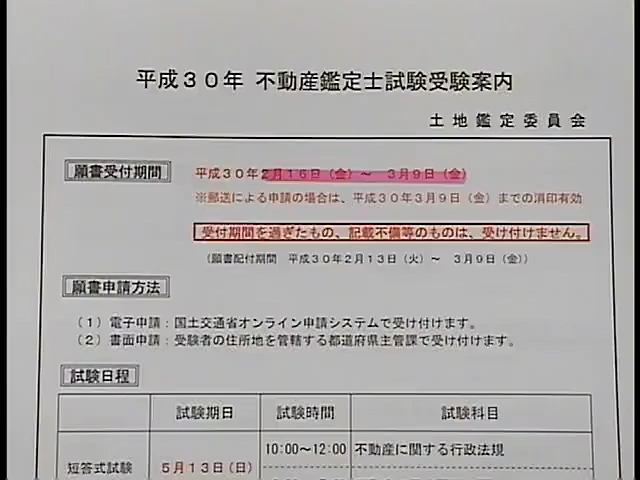 平成３０年 不動産鑑定士試験受験案内
土地鑑定委員会
願書受付期間
平成３０年２月１６日（金）～　３月９日（金）
※郵送による申請の場合は、平成３０年３月９日（金）までの消印有効
受付期間を過ぎたもの、記載不備等のものは、受け付けません。
（願書配付期間　平成３０年２月１３日（火）～　３月９日（金））
願書申請方法
（１）電子申請：国土交通省オンライン申請システムで受け付けます。
（２）書面申請：受験者の住所地を管轄する都道府県主管課で受け付けます。
試験日程
試験期日　試験時間　試験科目
10:00～12:00　不動産に関する行政法規
短答式試験　５月１３日（日）